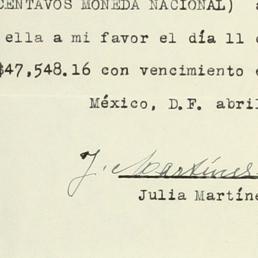 CENTAVOS MONEDA NACIONAL)
ella a mi favor el día 11
$47,548.16 con vencimiento
México, D.F. abril
J. Martínez
Julia Martíne